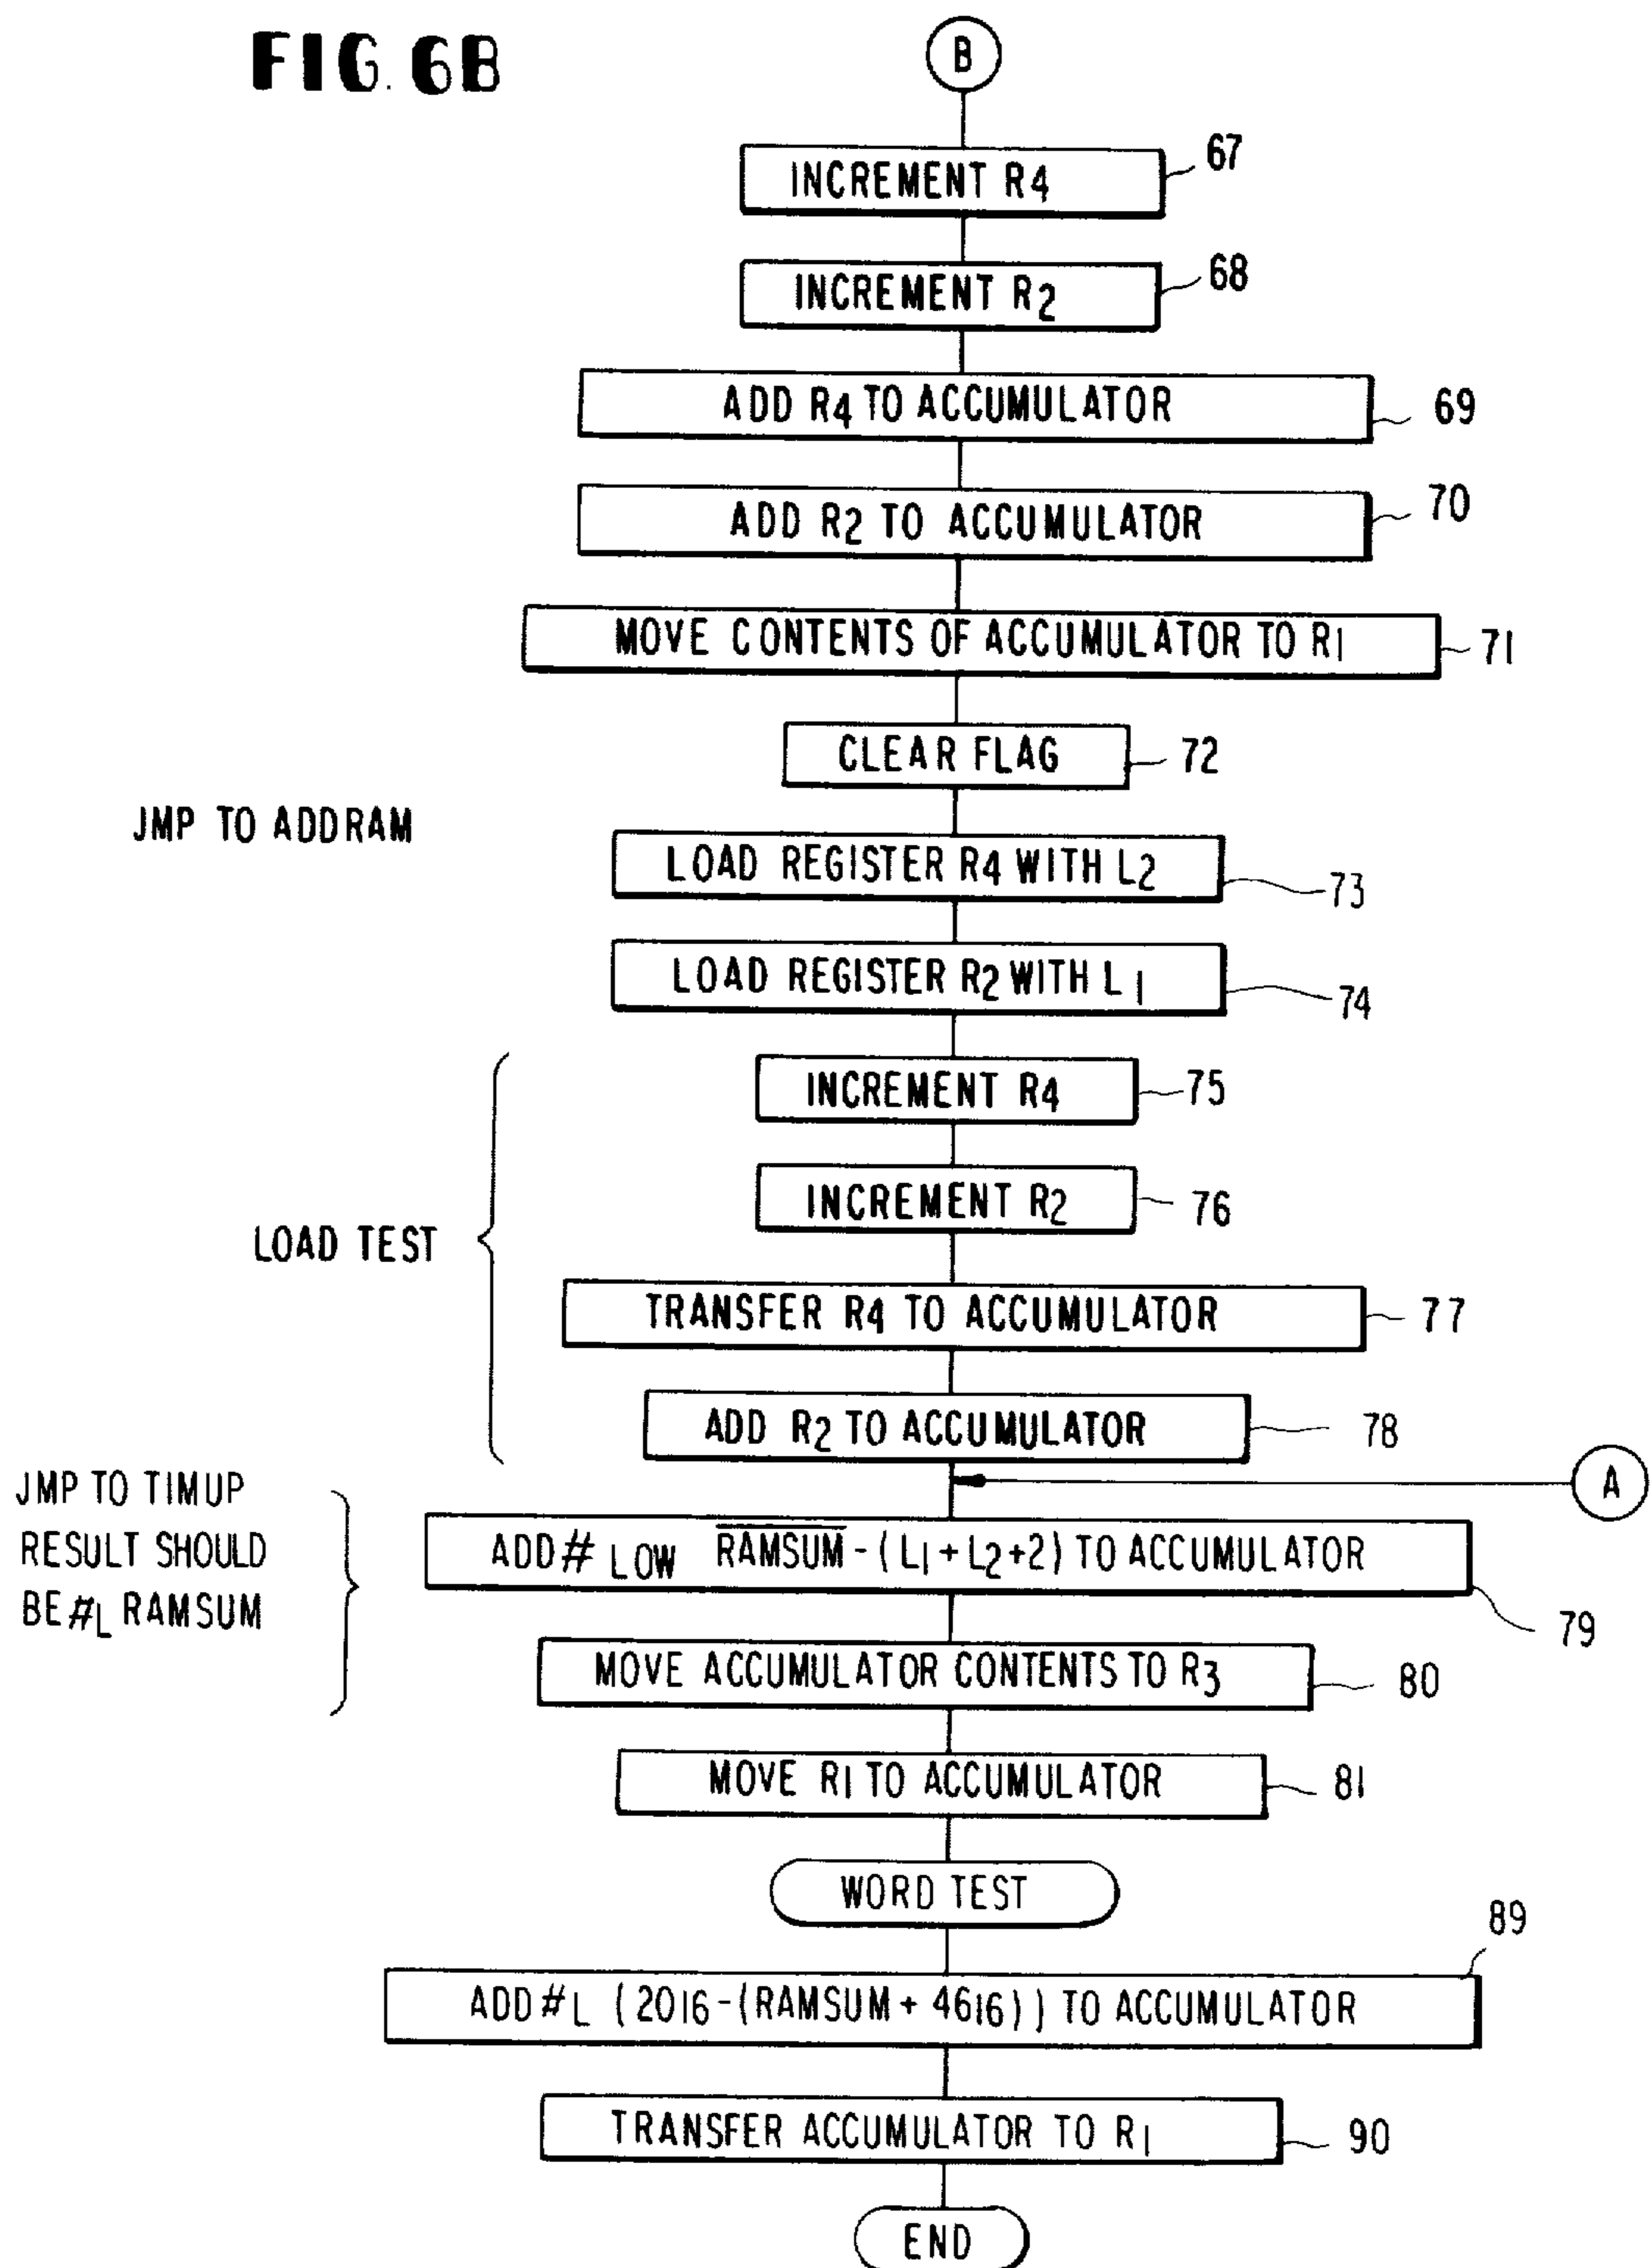 FIG. 6B
B
INCREMENT R4
67
INCREMENT R2
68
ADD R4 TO ACCUMULATOR
69
ADD R2 TO ACCUMULATOR
70
MOVE CONTENTS OF ACCUMULATOR TO R1
71
CLEAR FLAG
72
JMP TO ADDRAM
LOAD REGISTER R4 WITH L2
73
LOAD REGISTER R2 WITH L1
74
INCREMENT R4
75
INCREMENT R2
76
LOAD TEST
TRANSFER R4 TO ACCUMULATOR
77
ADD R2 TO ACCUMULATOR
78
A
JMP TO TIMUP
RESULT SHOULD
BE #L RAMSUM
ADD # LOW R̅A̅M̅S̅U̅M̅ - (L1 + L2 + 2) TO ACCUMULATOR
79
MOVE ACCUMULATOR CONTENTS TO R3
80
MOVE R1 TO ACCUMULATOR
81
WORD TEST
89
ADD #L (2016 - (RAMSUM + 4616)) TO ACCUMULATOR
TRANSFER ACCUMULATOR TO R1
90
END